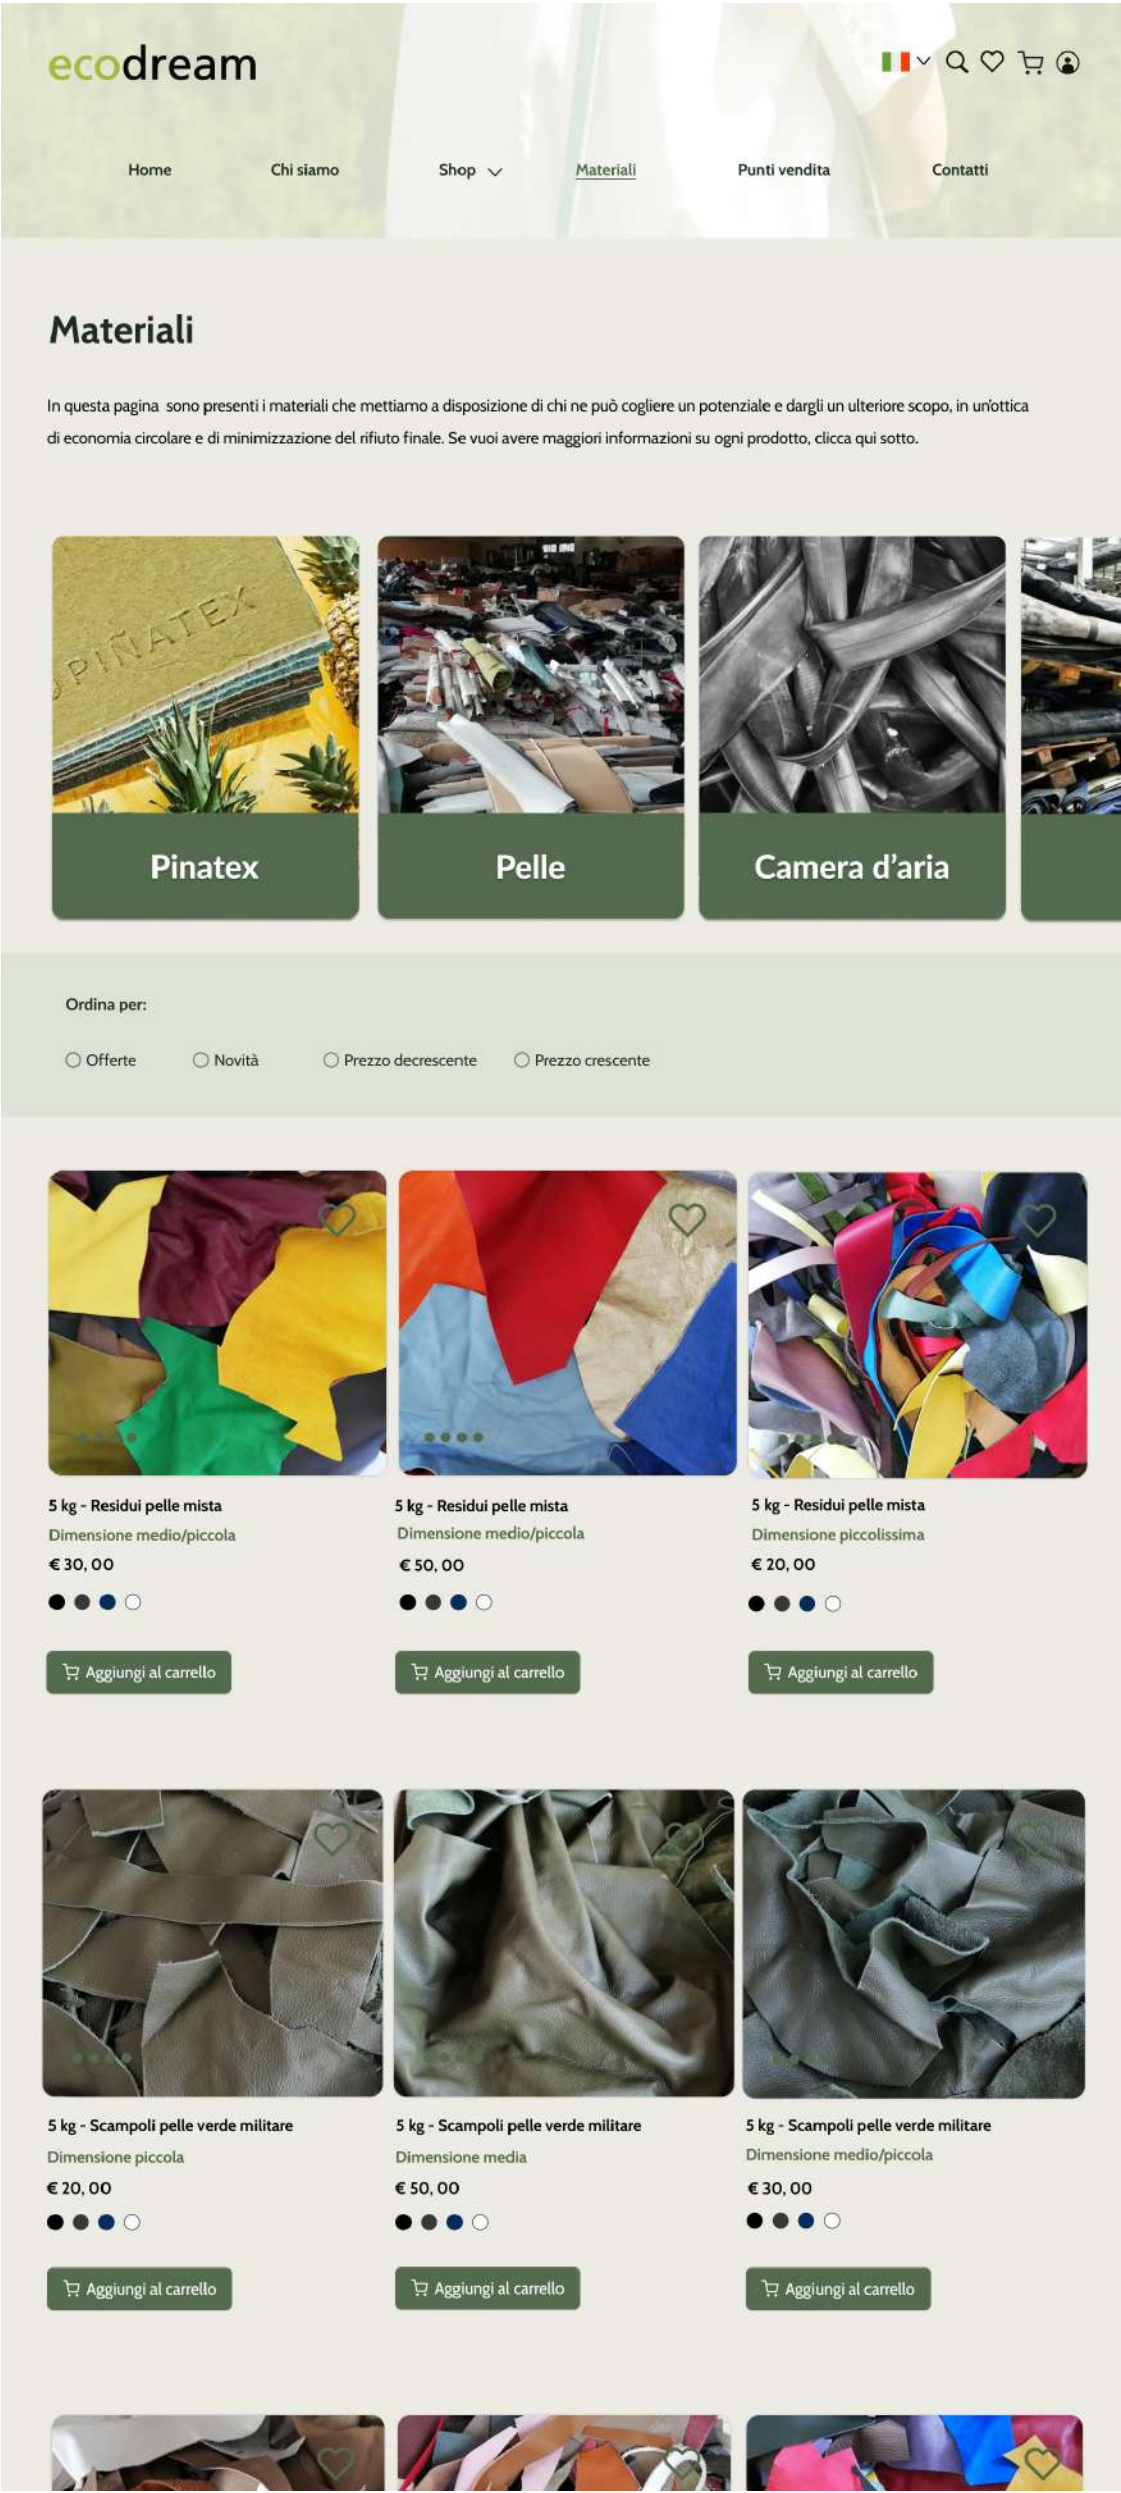 ecodream
Home Chi siamo Shop Materiali Punti vendita Contatti
Materiali
In questa pagina sono presenti i materiali che mettiamo a disposizione di chi ne può cogliere un potenziale e dargli un ulteriore scopo, in un'ottica
di economia circolare e di minimizzazione del rifiuto finale. Se vuoi avere maggiori informazioni su ogni prodotto, clicca qui sotto.
PIÑATEX
Pinatex Pelle Camera d'aria
Ordina per:
Offerte Novità Prezzo decrescente Prezzo crescente
5 kg - Residui pelle mista
Dimensione medio/piccola
€ 30, 00
Aggiungi al carrello
5 kg - Residui pelle mista
Dimensione medio/piccola
€ 50, 00
Aggiungi al carrello
5 kg - Residui pelle mista
Dimensione piccolissima
€ 20, 00
Aggiungi al carrello
5 kg - Scampoli pelle verde militare
Dimensione piccola
€ 20, 00
Aggiungi al carrello
5 kg - Scampoli pelle verde militare
Dimensione media
€ 50, 00
Aggiungi al carrello
5 kg - Scampoli pelle verde militare
Dimensione medio/piccola
€ 30, 00
Aggiungi al carrello